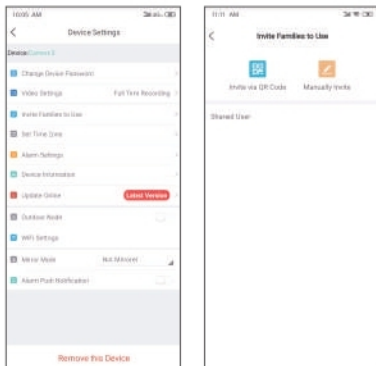 10:05 AM
Device Settings
Device:Camera 3
Change Device Password
Video Settings
Full Time Recording
Invite Families to Use
Set Time Zone
Alarm Settings
Device Information
Update Online
Latest Version
Outdoor Mode
WiFi Settings
Mirror Mode
Not Mirrored
Alarm Push Notification
Remove this Device
11:11 AM
Invite Families to Use
Invite via QR Code
Manually Invite
Shared User